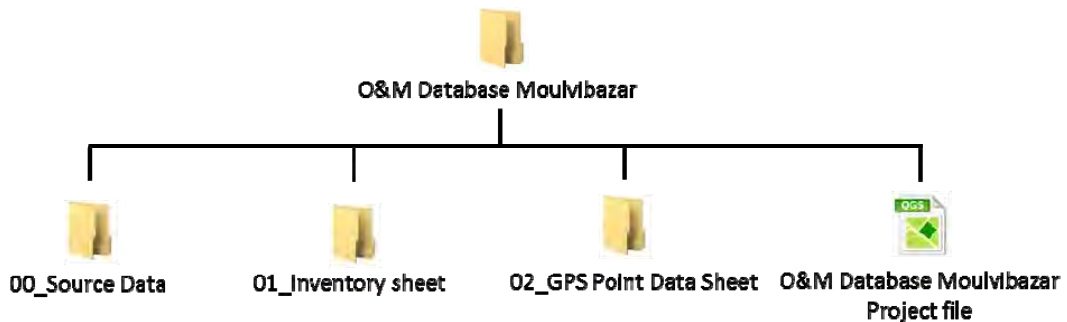 O&M Database Moulvibazar
QGS
00_Source Data
01_Inventory sheet
02_GPS Point Data Sheet
O&M Database Moulvibazar
Project file